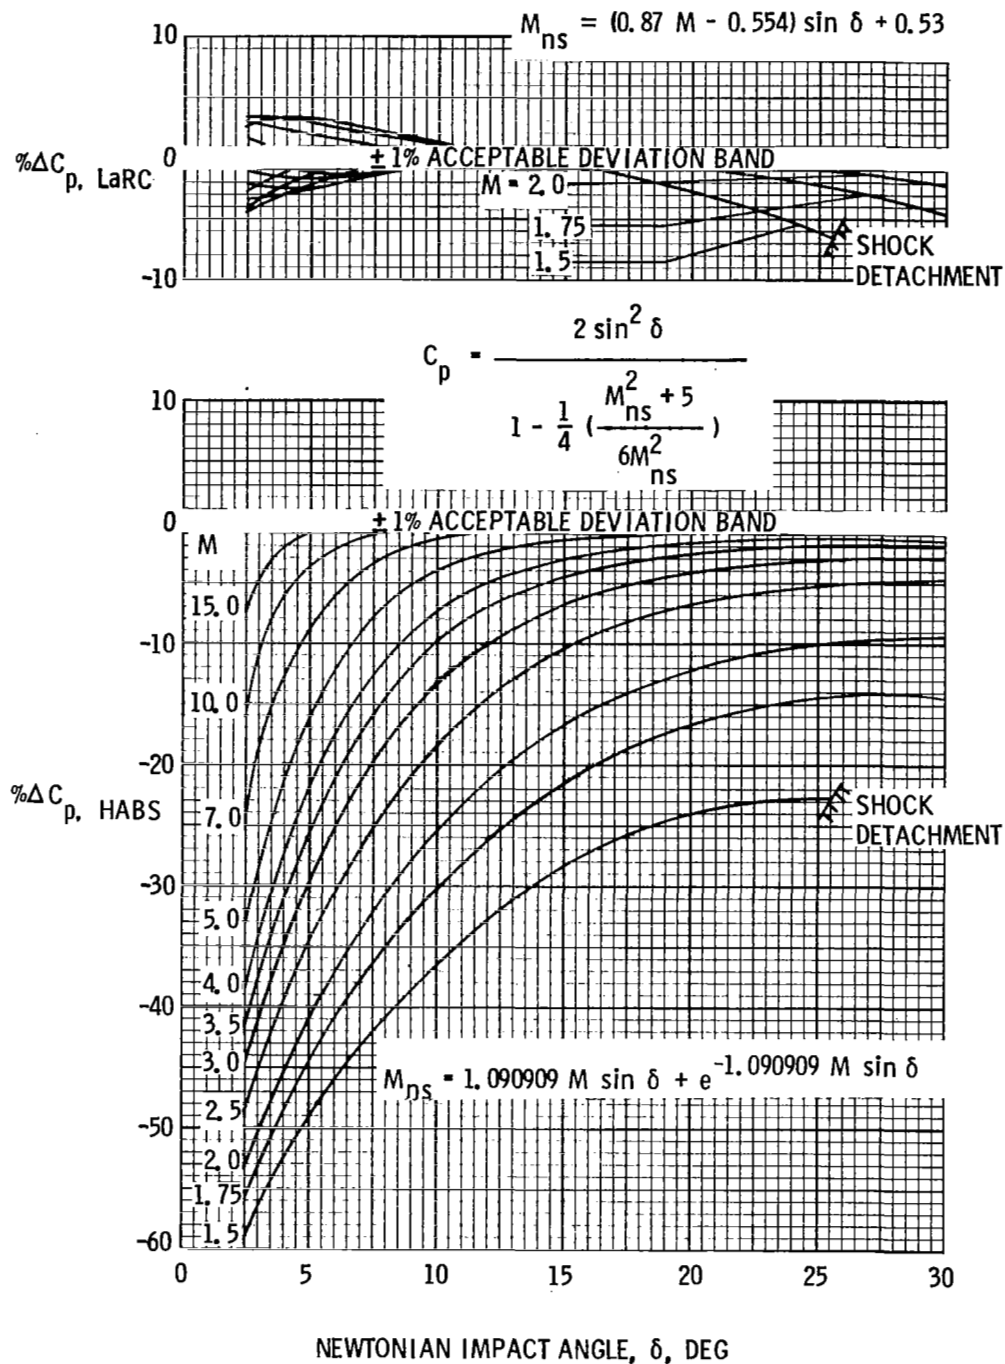 M_ns = (0.87 M - 0.554) sin δ + 0.53
10
0
-10
%ΔC_p, LaRC
± 1% ACCEPTABLE DEVIATION BAND
M = 2.0
1.75
1.5
SHOCK
DETACHMENT
C_p = 2 sin² δ / (1 - 1/4 (M²_ns + 5 / 6M²_ns))
10
0
-10
-20
-30
-40
-50
-60
%ΔC_p, HABS
± 1% ACCEPTABLE DEVIATION BAND
M
15.0
10.0
7.0
5.0
4.0
3.5
3.0
2.5
2.0
1.75
1.5
SHOCK
DETACHMENT
M_ns = 1.090909 M sin δ + e^-1.090909 M sin δ
0 5 10 15 20 25 30
NEWTONIAN IMPACT ANGLE, δ, DEG